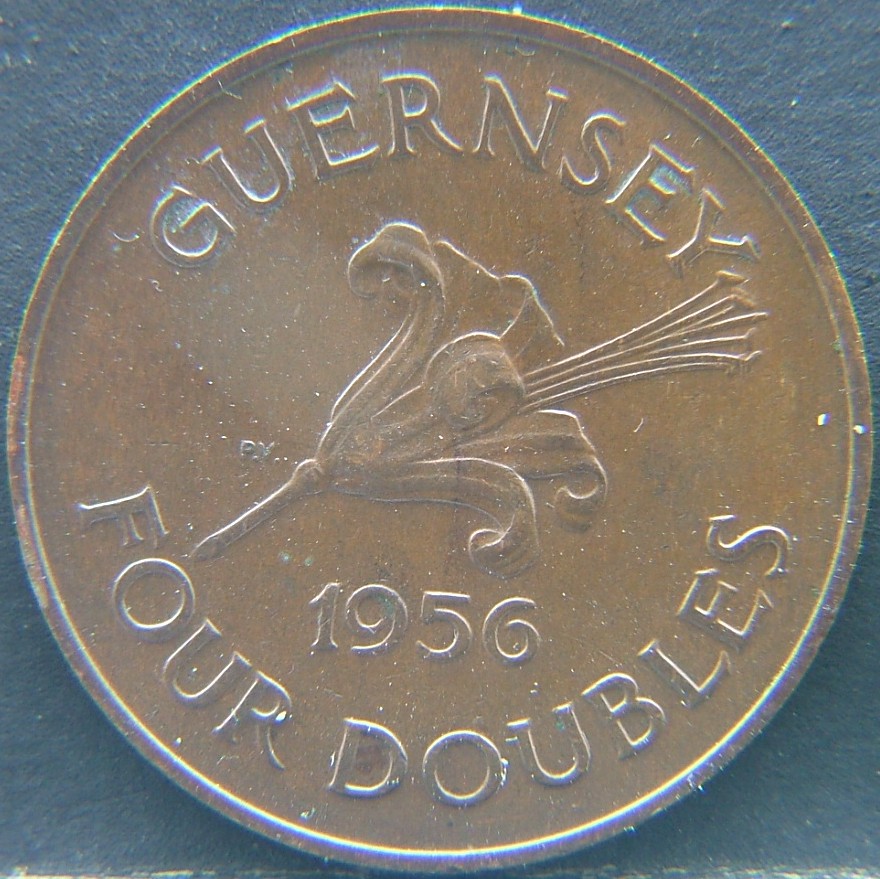 GUERNSEY
P.V.
1956
FOUR DOUBLES